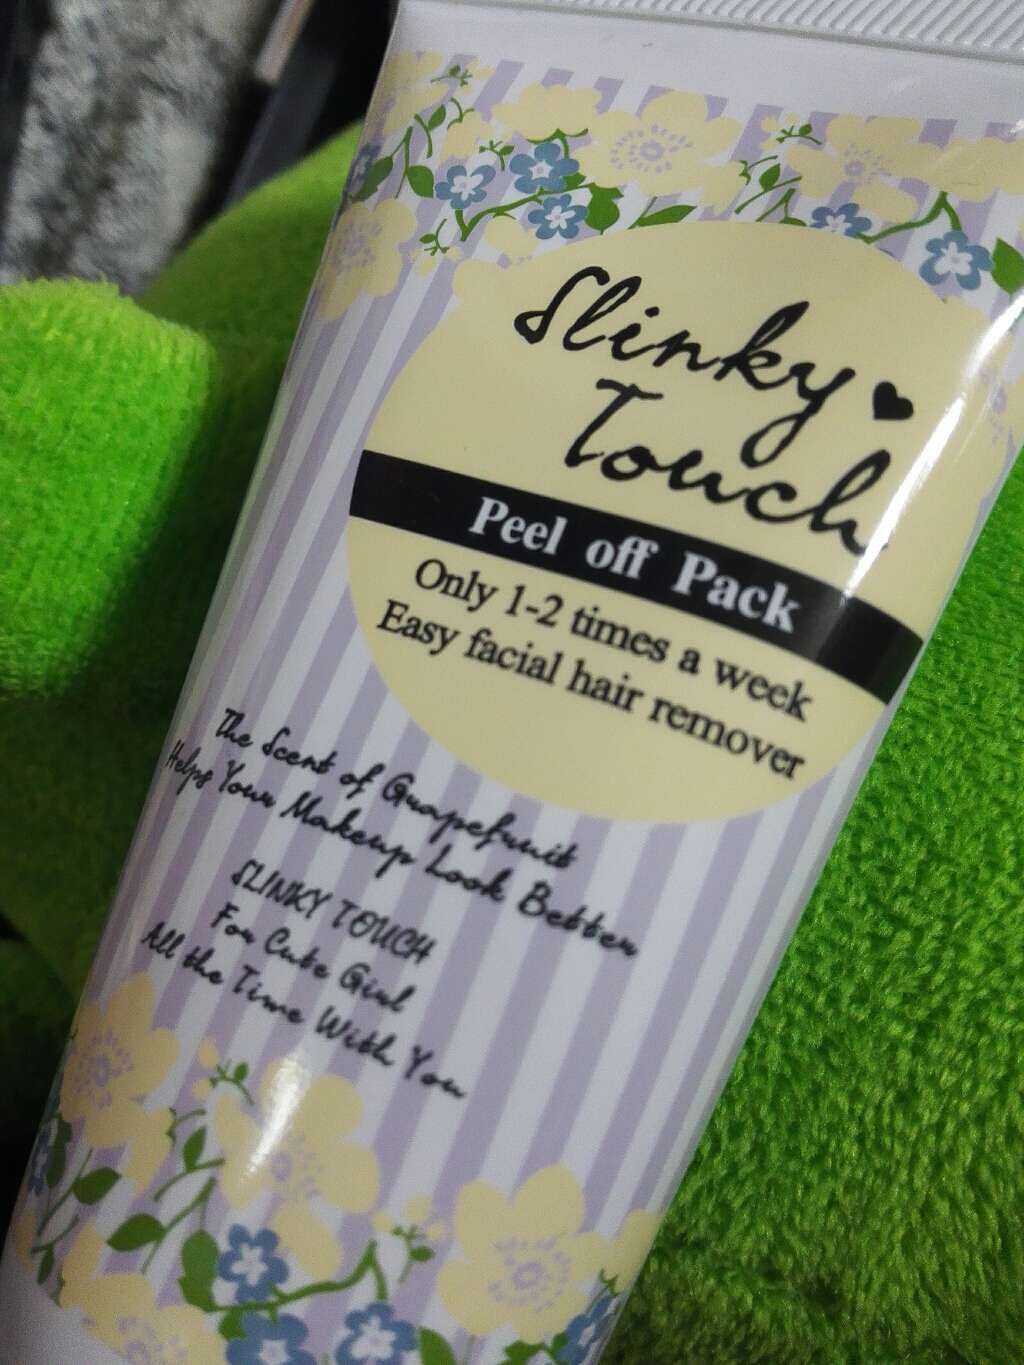 Slinky
Touch
Peel off Pack
Only 1-2 times a week
Easy facial hair remover
The Scent of Grapefruit
Helps Your Makeup Look Better
SLINKY TOUCH
For Cute Girl
All the Time With You